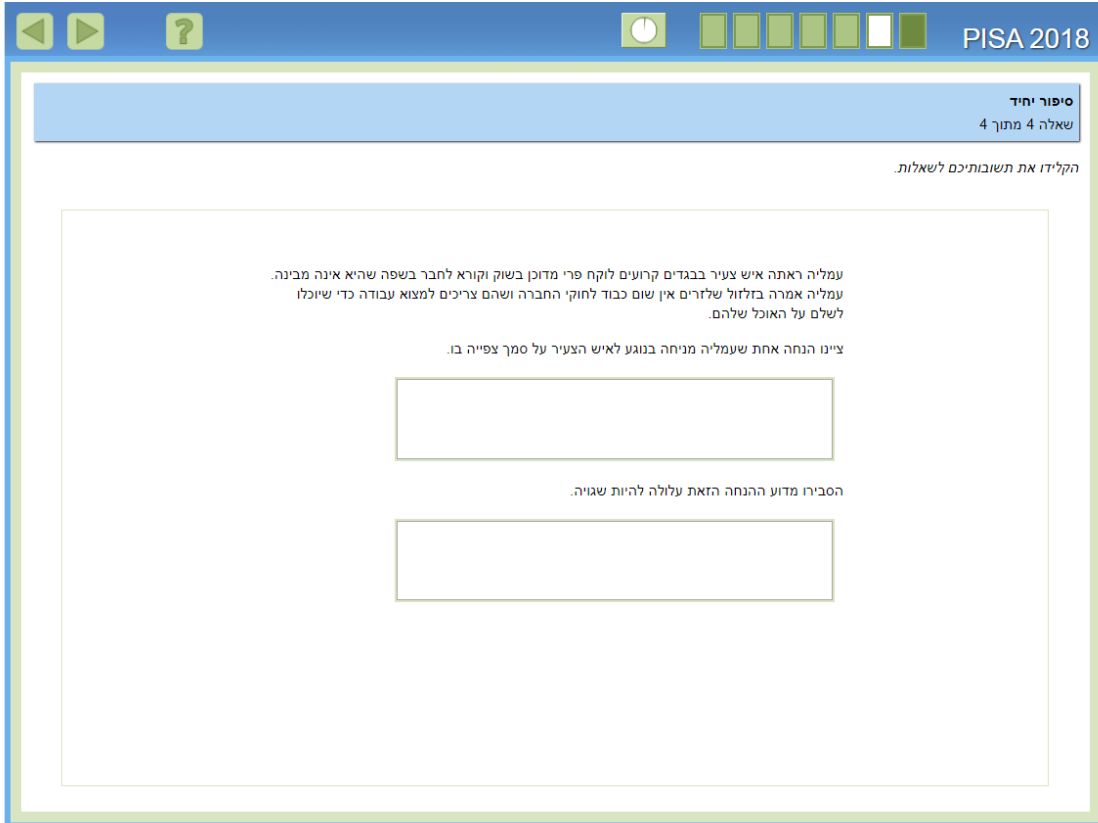 PISA 2018
סיפור יחיד
שאלה 4 מתוך 4
הקלידו את תשובותיכם לשאלות.
עמליה ראתה איש צעיר בבגדים קרועים לוקח פרי מדוכן בשוק וקורא לחבר בשפה שהיא אינה מבינה.
עמליה אמרה בזלזול שלזרים אין שום כבוד לחוקי החברה ושהם צריכים למצוא עבודה כדי שיוכלו
לשלם על האוכל שלהם.
ציינו הנחה אחת שעמליה מניחה בנוגע לאיש הצעיר על סמך צפייה בו.
הסבירו מדוע ההנחה הזאת עלולה להיות שגויה.